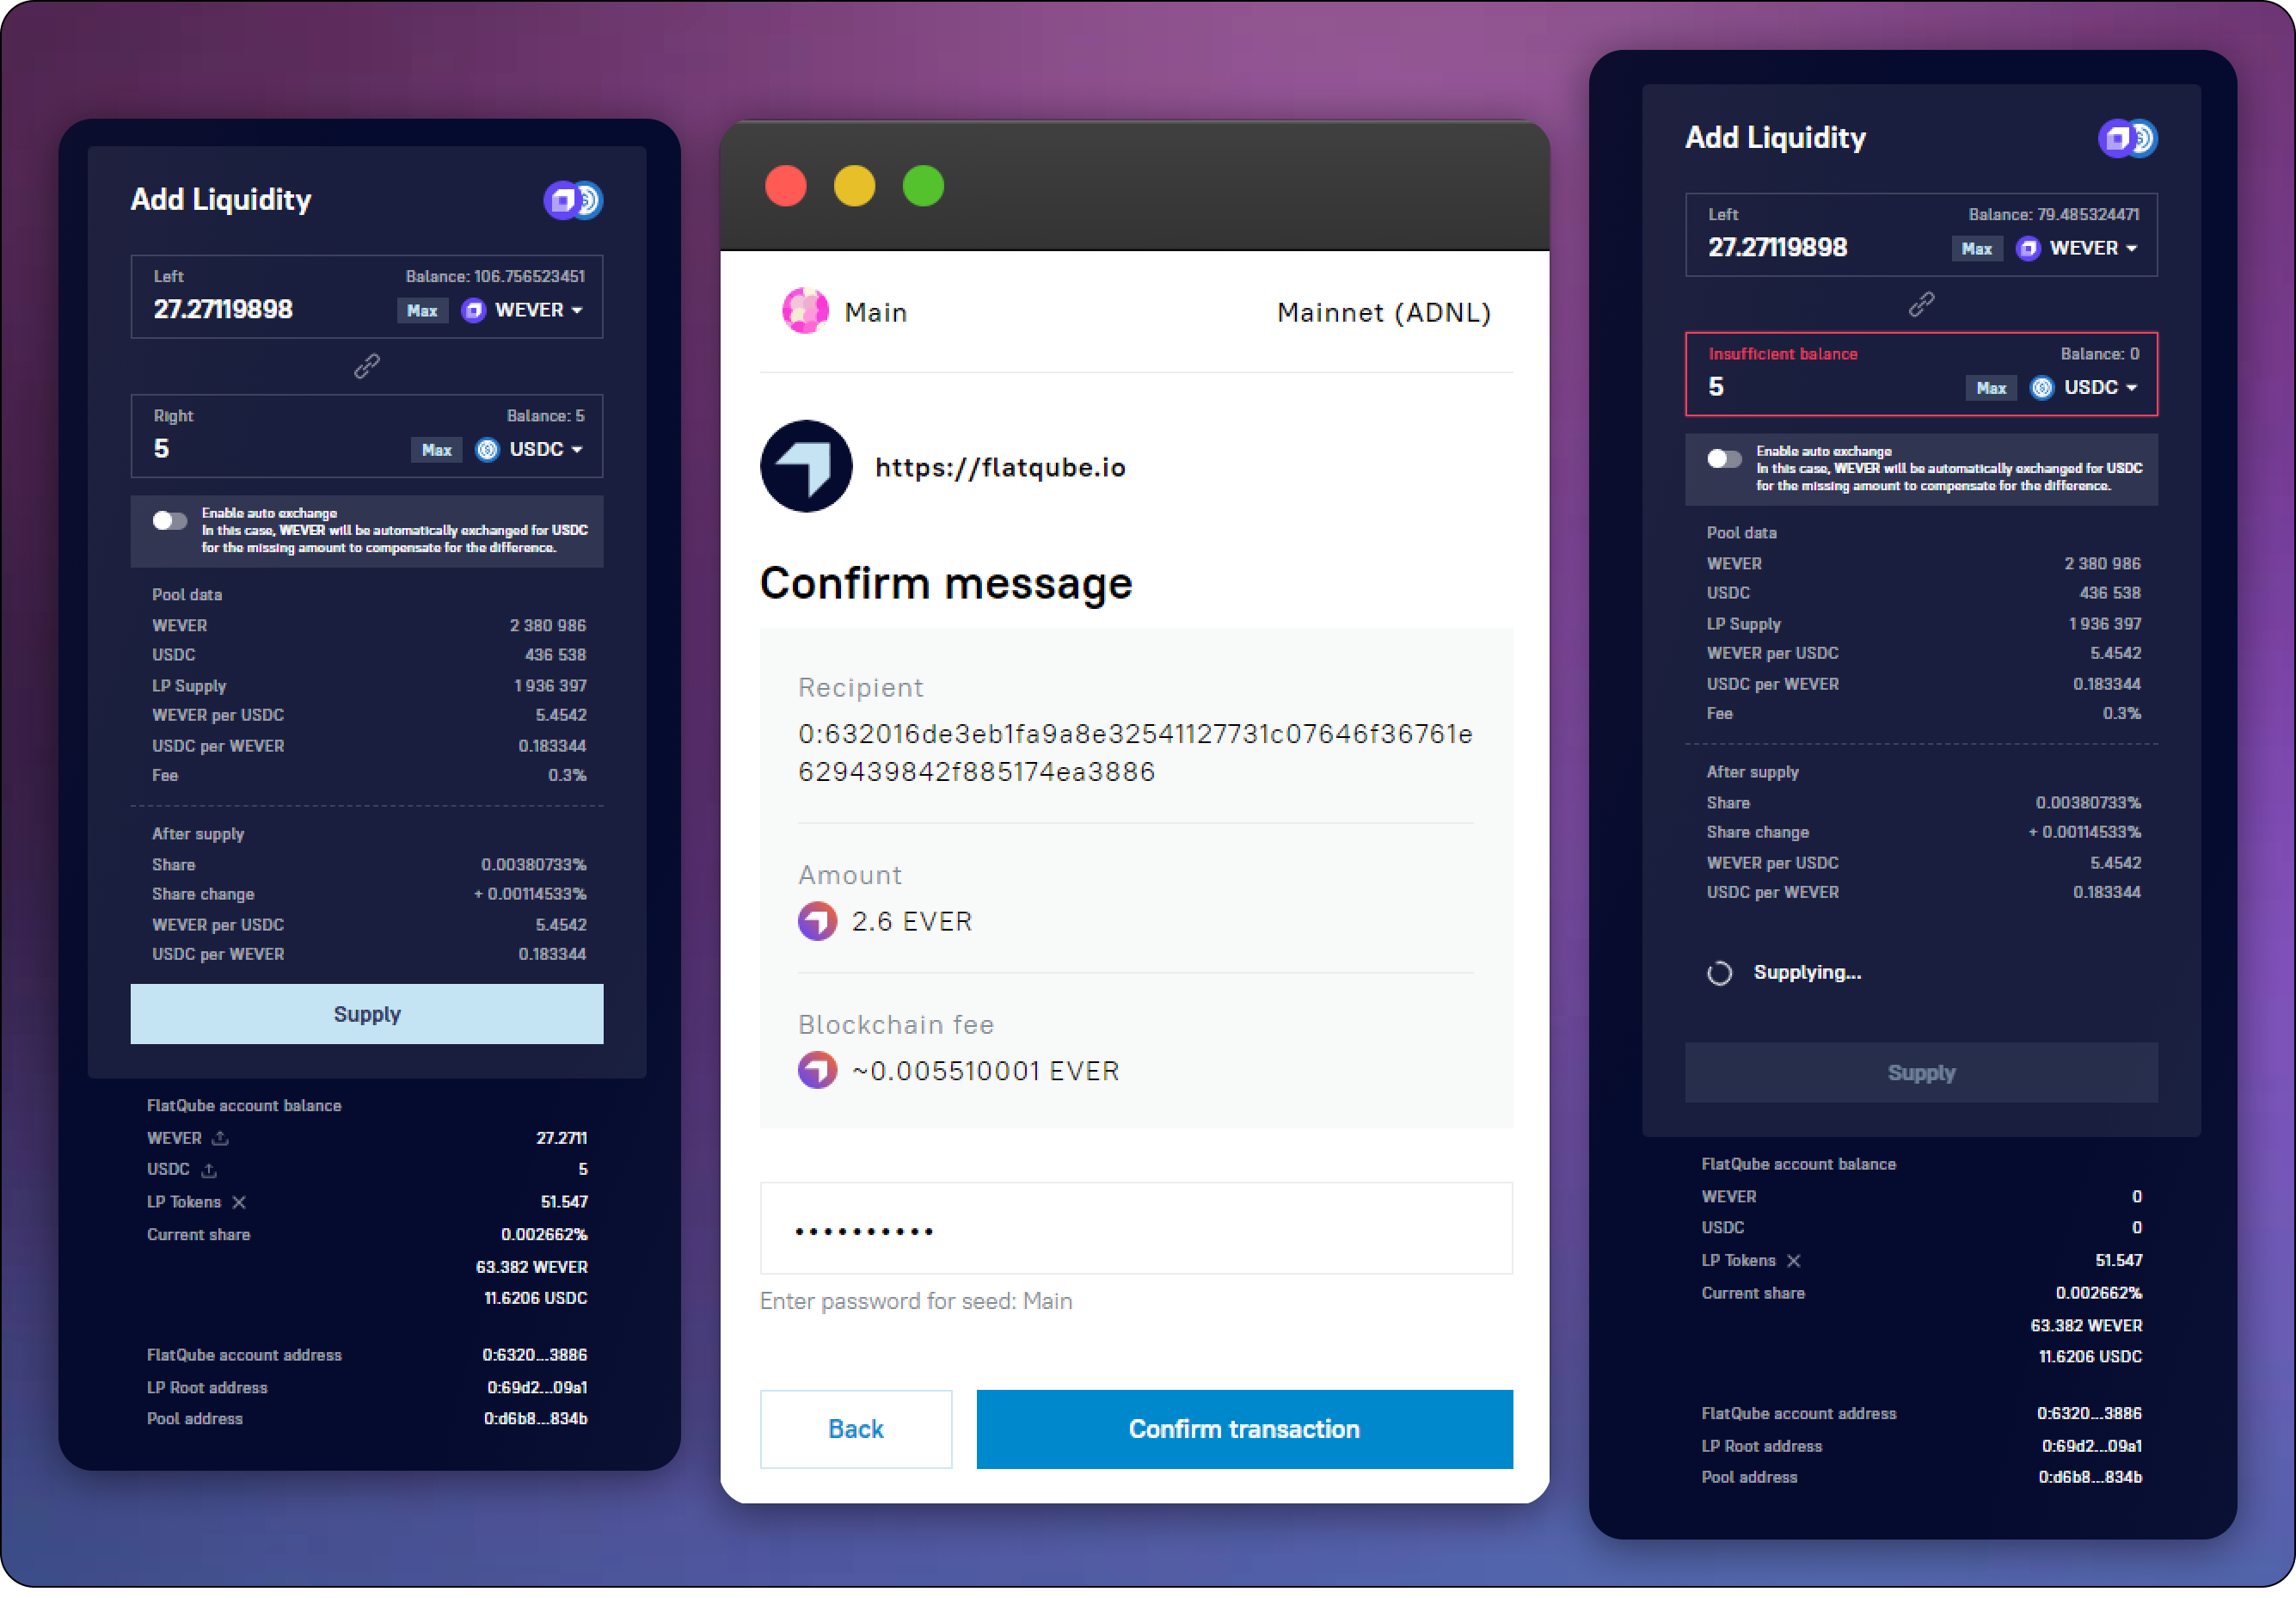 Add Liquidity
Left Balance: 106.756523451
27.27119898 Max WEVER
Right Balance: 5
5 Max USDC
Enable auto exchange
In this case, WEVER will be automatically exchanged for USDC
for the missing amount to compensate for the difference.
Pool data
WEVER 2 380 986
USDC 436 538
LP Supply 1 936 397
WEVER per USDC 5.4542
USDC per WEVER 0.183344
Fee 0.3%
After supply
Share 0.00380733%
Share change + 0.00114533%
WEVER per USDC 5.4542
USDC per WEVER 0.183344
Supply
FlatQube account balance
WEVER 27.2711
USDC 5
LP Tokens 51.547
Current share 0.002662%
63.382 WEVER
11.6206 USDC
FlatQube account address 0:6320...3886
LP Root address 0:69d2...09a1
Pool address 0:d6b8...834b
Main Mainnet (ADNL)
https://flatqube.io
Confirm message
Recipient
0:632016de3eb1fa9a8e32541127731c07646f36761e
629439842f885174ea3886
Amount
2.6 EVER
Blockchain fee
~0.005510001 EVER
••••••••••
Enter password for seed: Main
Back Confirm transaction
Add Liquidity
Left Balance: 79.485324471
27.27119898 Max WEVER
Insufficient balance Balance: 0
5 Max USDC
Enable auto exchange
In this case, WEVER will be automatically exchanged for USDC
for the missing amount to compensate for the difference.
Pool data
WEVER 2 380 986
USDC 436 538
LP Supply 1 936 397
WEVER per USDC 5.4542
USDC per WEVER 0.183344
Fee 0.3%
After supply
Share 0.00380733%
Share change + 0.00114533%
WEVER per USDC 5.4542
USDC per WEVER 0.183344
Supplying...
Supply
FlatQube account balance
WEVER 0
USDC 0
LP Tokens 51.547
Current share 0.002662%
63.382 WEVER
11.6206 USDC
FlatQube account address 0:6320...3886
LP Root address 0:69d2...09a1
Pool address 0:d6b8...834b